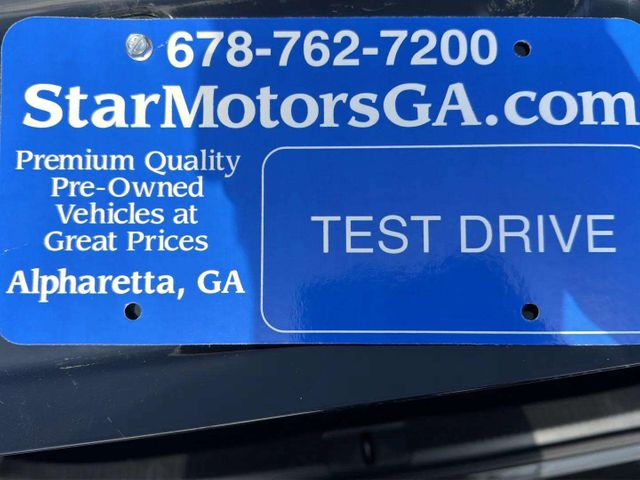 678-762-7200
StarMotorsGA.com
Premium Quality
Pre-Owned
Vehicles at
Great Prices
Alpharetta, GA
TEST DRIVE